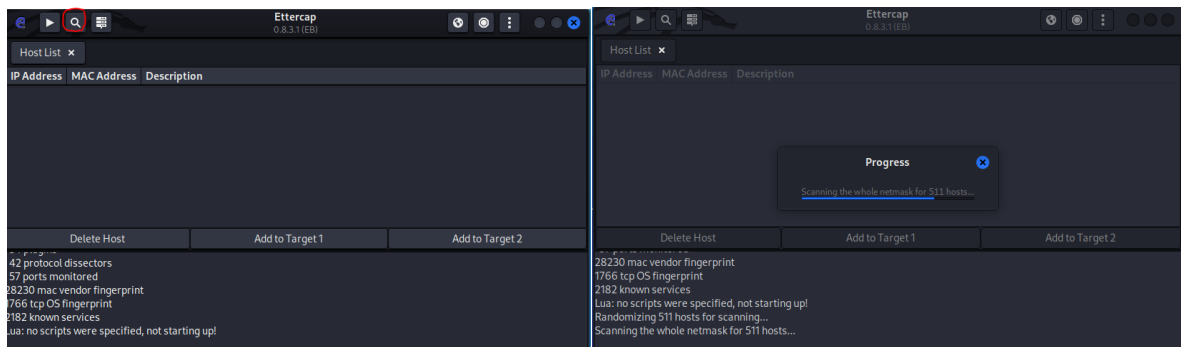 Ettercap
0.8.3.1 (EB)
Host List ×
IP Address MAC Address Description
Delete Host Add to Target 1 Add to Target 2
42 protocol dissectors
57 ports monitored
28230 mac vendor fingerprint
1766 tcp OS fingerprint
2182 known services
Lua: no scripts were specified, not starting up!
Ettercap
0.8.3.1 (EB)
Host List ×
IP Address MAC Address Description
Progress
Scanning the whole netmask for 511 hosts...
Delete Host Add to Target 1 Add to Target 2
28230 mac vendor fingerprint
1766 tcp OS fingerprint
2182 known services
Lua: no scripts were specified, not starting up!
Randomizing 511 hosts for scanning...
Scanning the whole netmask for 511 hosts...